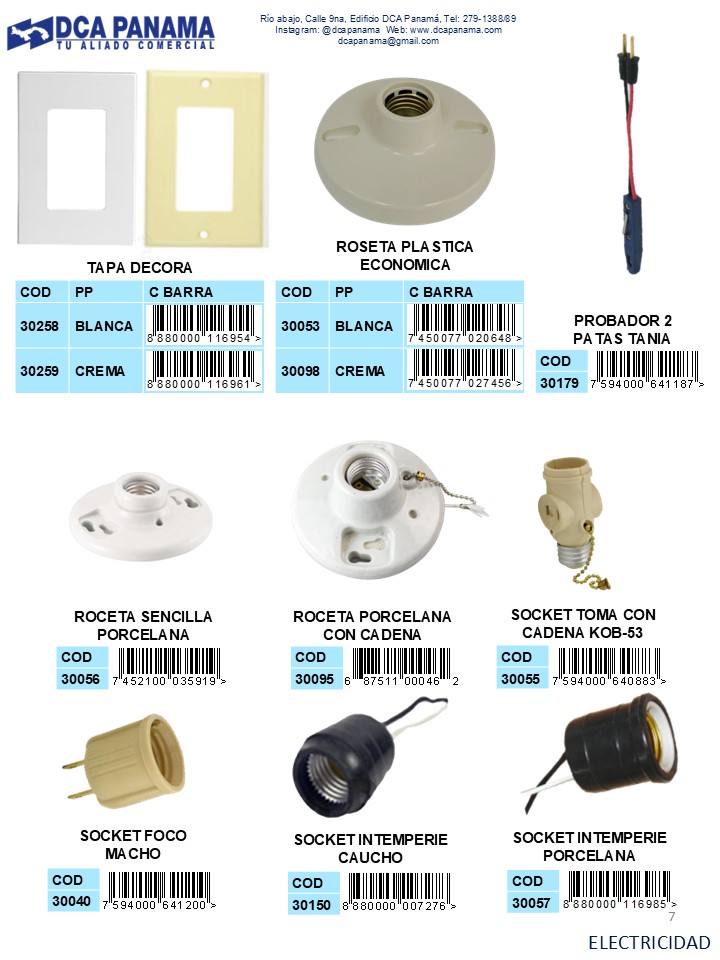 DCA PANAMA
TU ALIADO COMERCIAL
Río abajo, Calle 9na, Edificio DCA Panamá, Tel: 279-1388/89
Instagram: @dcapanama  Web: www.dcapanama.com
dcapanama@gmail.com
TAPA DECORA
COD PP C BARRA
30258 BLANCA 8 880000 116954 >
30259 CREMA 8 880000 116961 >
ROSETA PLASTICA
ECONOMICA
COD PP C BARRA
30053 BLANCA 7 450077 020648 >
30098 CREMA 7 450077 027456 >
PROBADOR 2
PATAS TANIA
COD
30179 7 594000 641187 >
ROCETA SENCILLA
PORCELANA
COD
30056 7 452100 035919 >
ROCETA PORCELANA
CON CADENA
COD
30095 6 87511 00046 2
SOCKET TOMA CON
CADENA KOB-53
COD
30055 7 594000 640883 >
SOCKET FOCO
MACHO
COD
30040 7 594000 641200 >
SOCKET INTEMPERIE
CAUCHO
COD
30150 8 880000 007276 >
SOCKET INTEMPERIE
PORCELANA
COD
30057 8 880000 116985 >
7
ELECTRICIDAD